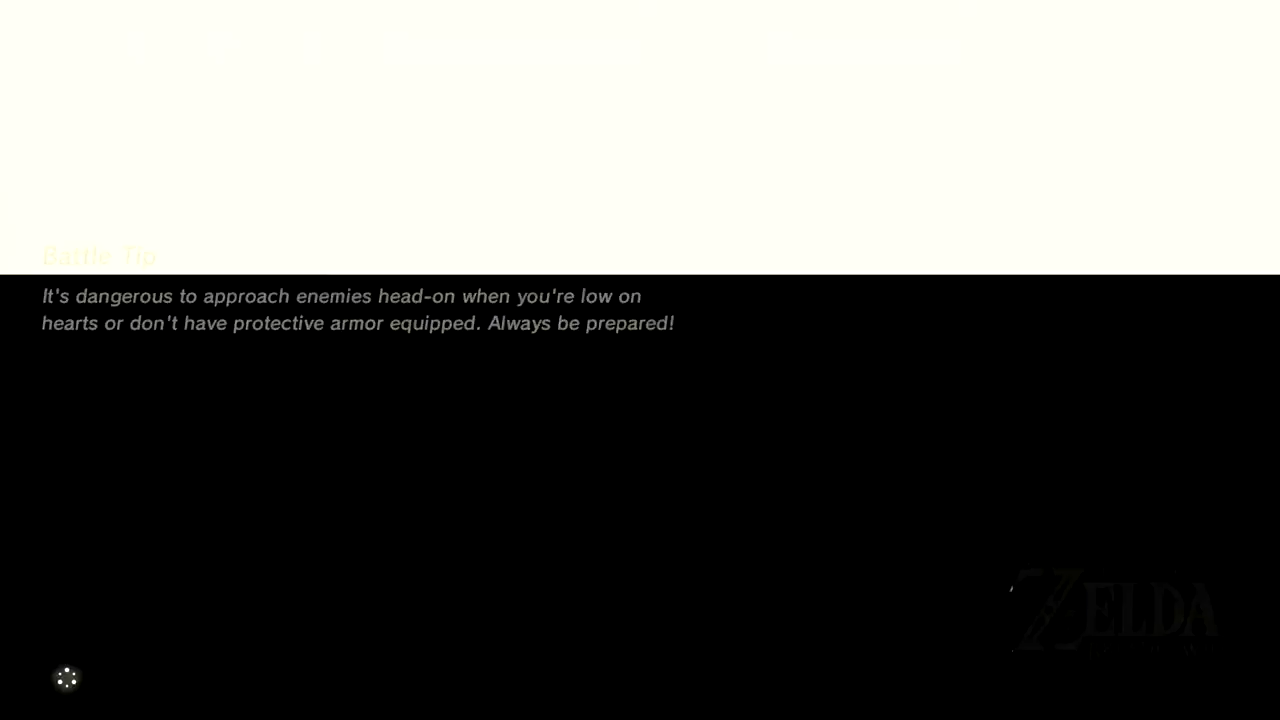 Battle Tip
It's dangerous to approach enemies head-on when you're low on
hearts or don't have protective armor equipped. Always be prepared!
ZELDA